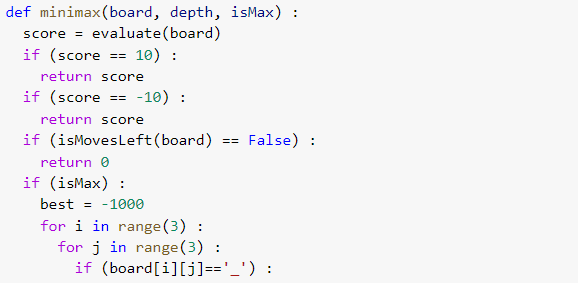 def minimax(board, depth, isMax) :
  score = evaluate(board)
  if (score == 10) :
    return score
  if (score == -10) :
    return score
  if (isMovesLeft(board) == False) :
    return 0
  if (isMax) :
    best = -1000
    for i in range(3) :
      for j in range(3) :
        if (board[i][j]=='_') :